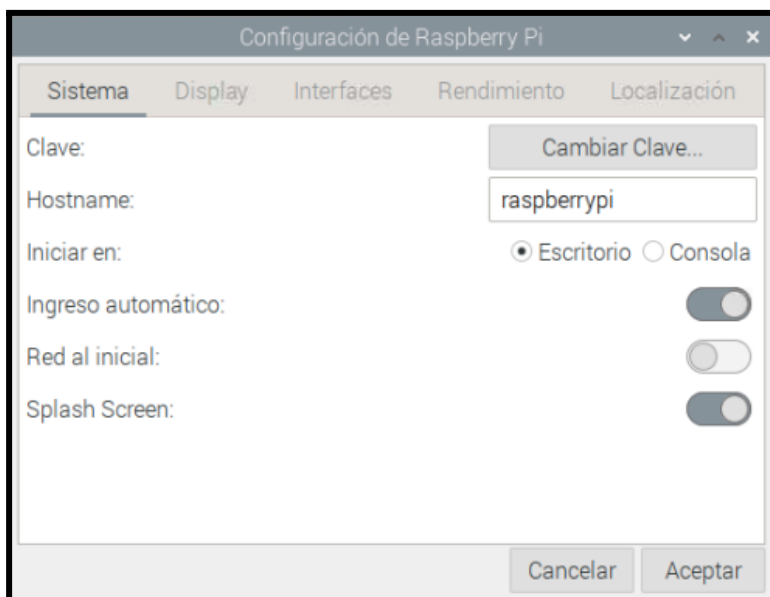 Configuración de Raspberry Pi
Sistema Display Interfaces Rendimiento Localización
Clave: Cambiar Clave...
Hostname: raspberrypi
Iniciar en: Escritorio Consola
Ingreso automático:
Red al inicial:
Splash Screen:
Cancelar Aceptar